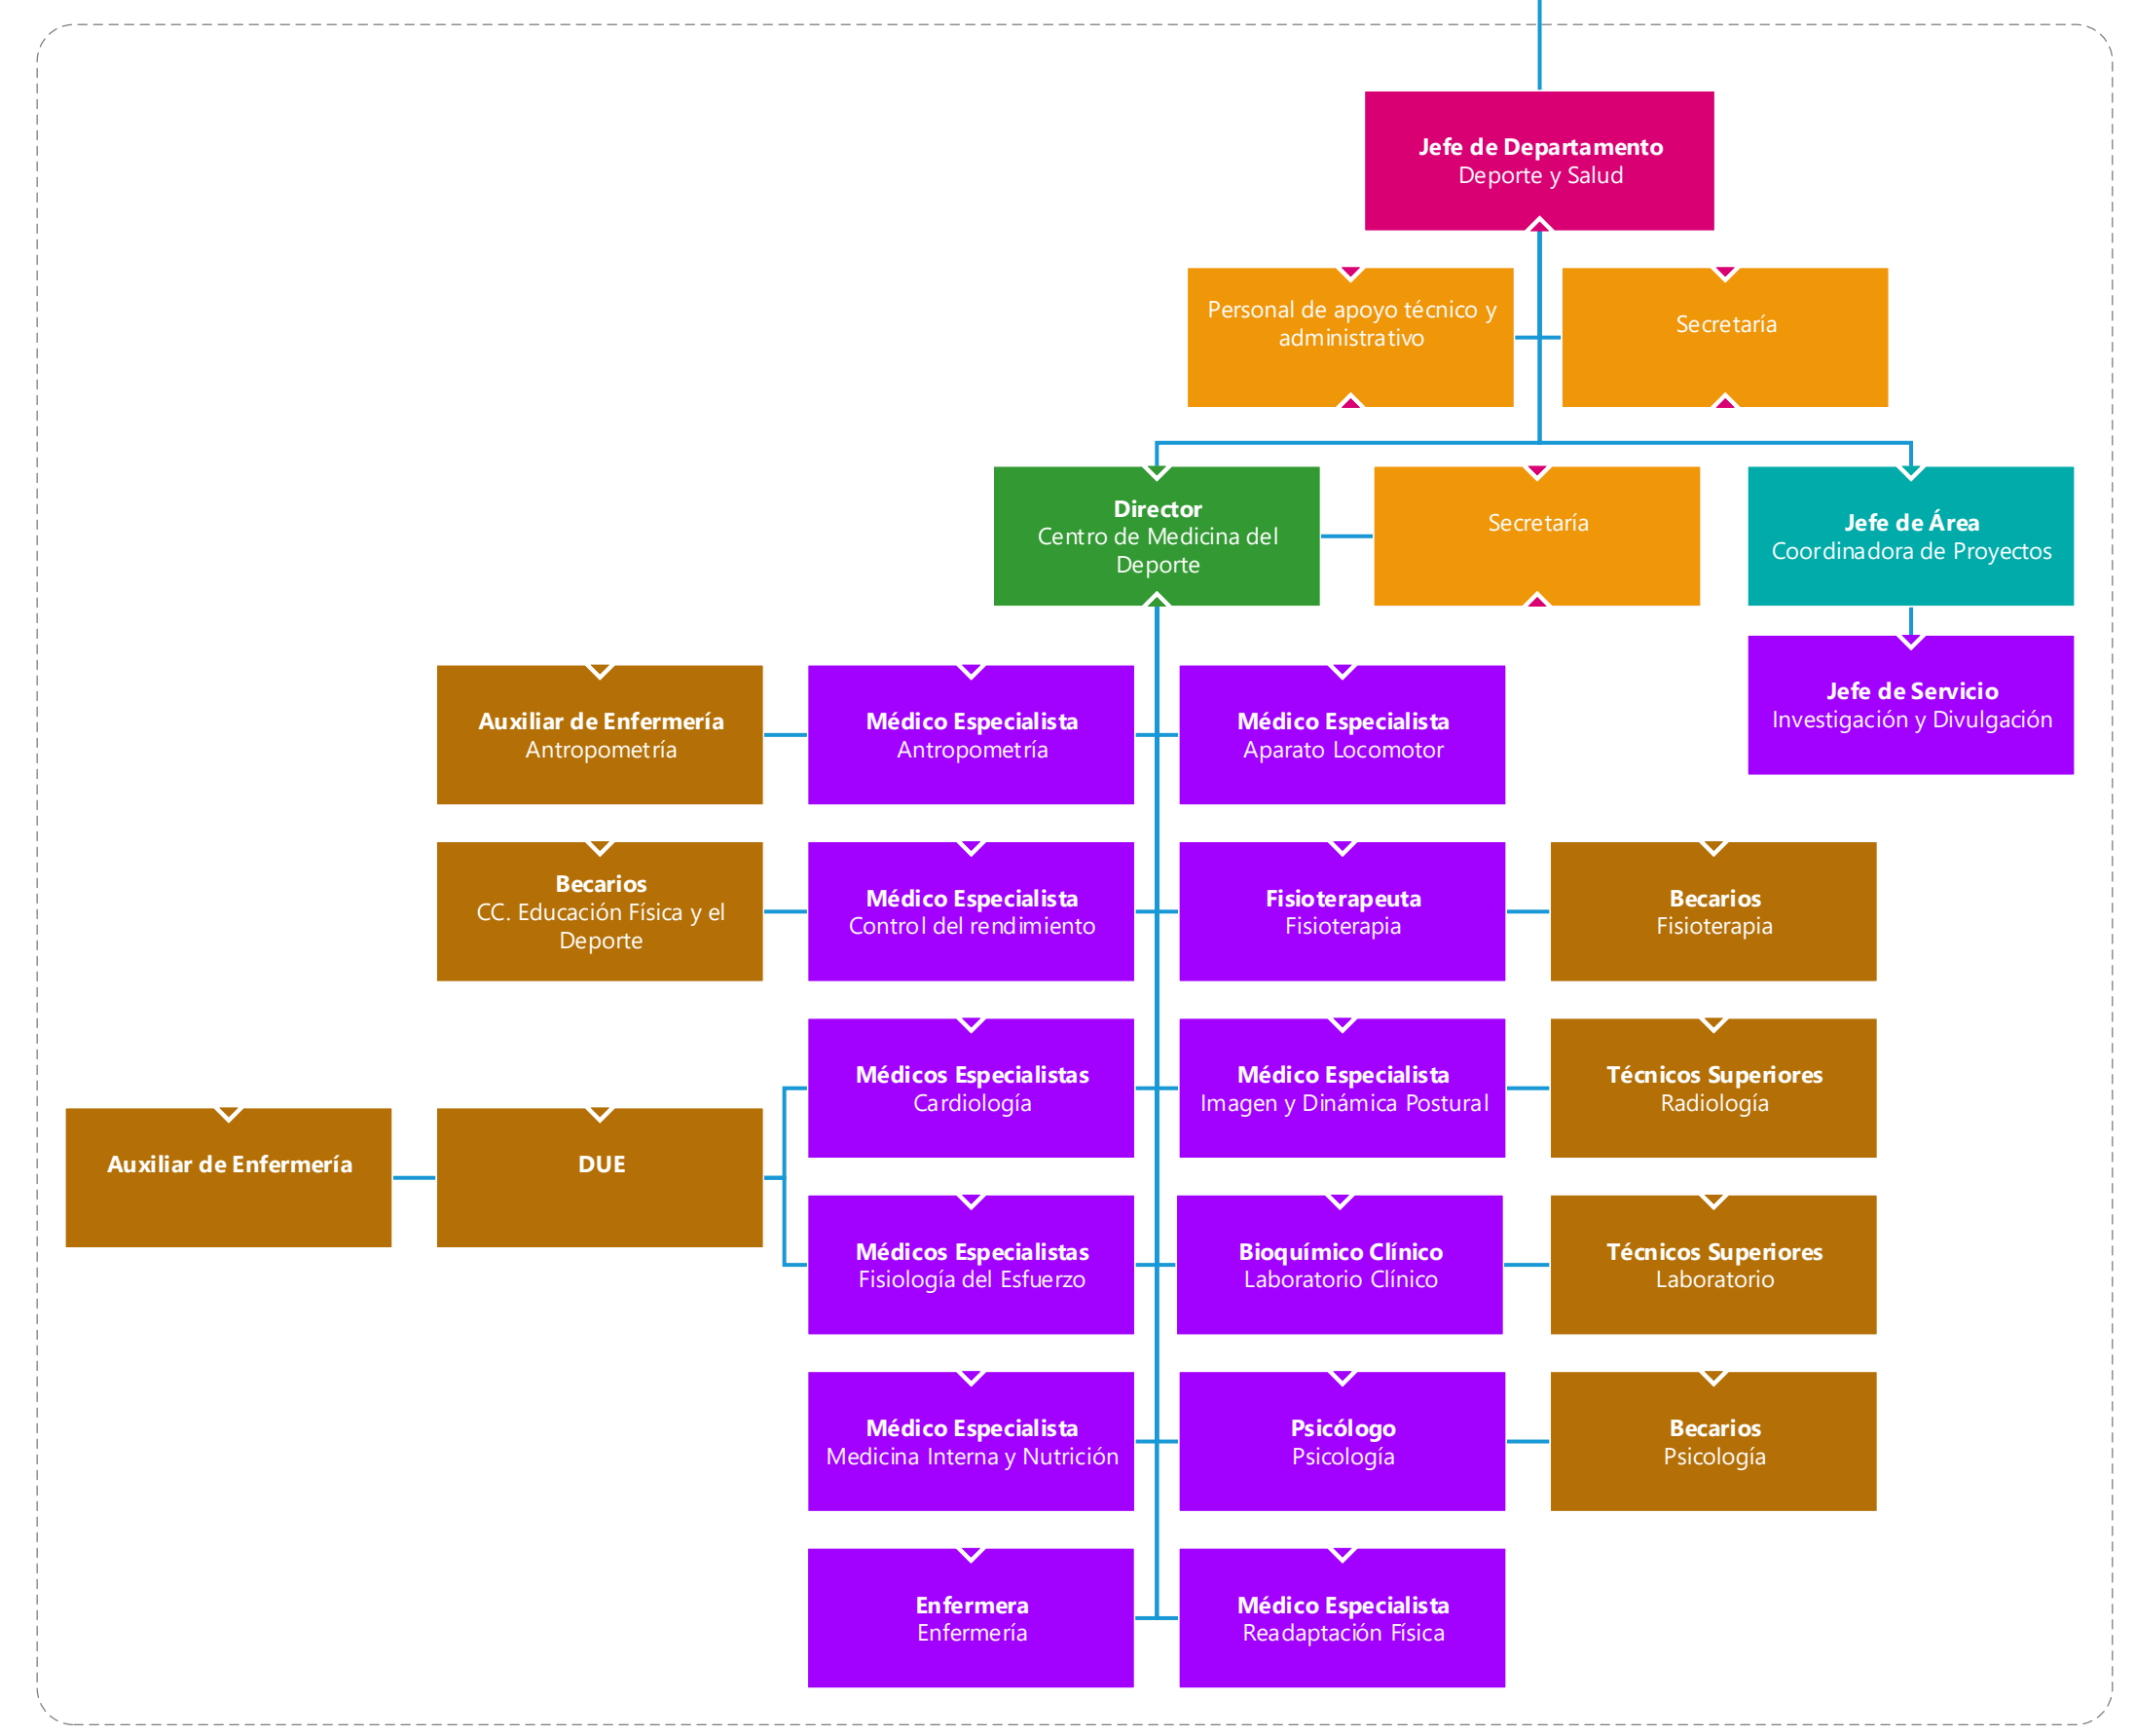 Jefe de Departamento
Deporte y Salud
Personal de apoyo técnico y
administrativo
Secretaría
Director
Centro de Medicina del
Deporte
Secretaría
Jefe de Área
Coordinadora de Proyectos
Jefe de Servicio
Investigación y Divulgación
Auxiliar de Enfermería
Antropometría
Médico Especialista
Antropometría
Médico Especialista
Aparato Locomotor
Becarios
CC. Educación Física y el
Deporte
Médico Especialista
Control del rendimiento
Fisioterapeuta
Fisioterapia
Becarios
Fisioterapia
Médicos Especialistas
Cardiología
Médico Especialista
Imagen y Dinámica Postural
Técnicos Superiores
Radiología
Auxiliar de Enfermería
DUE
Médicos Especialistas
Fisiología del Esfuerzo
Bioquímico Clínico
Laboratorio Clínico
Técnicos Superiores
Laboratorio
Médico Especialista
Medicina Interna y Nutrición
Psicólogo
Psicología
Becarios
Psicología
Enfermera
Enfermería
Médico Especialista
Readaptación Física